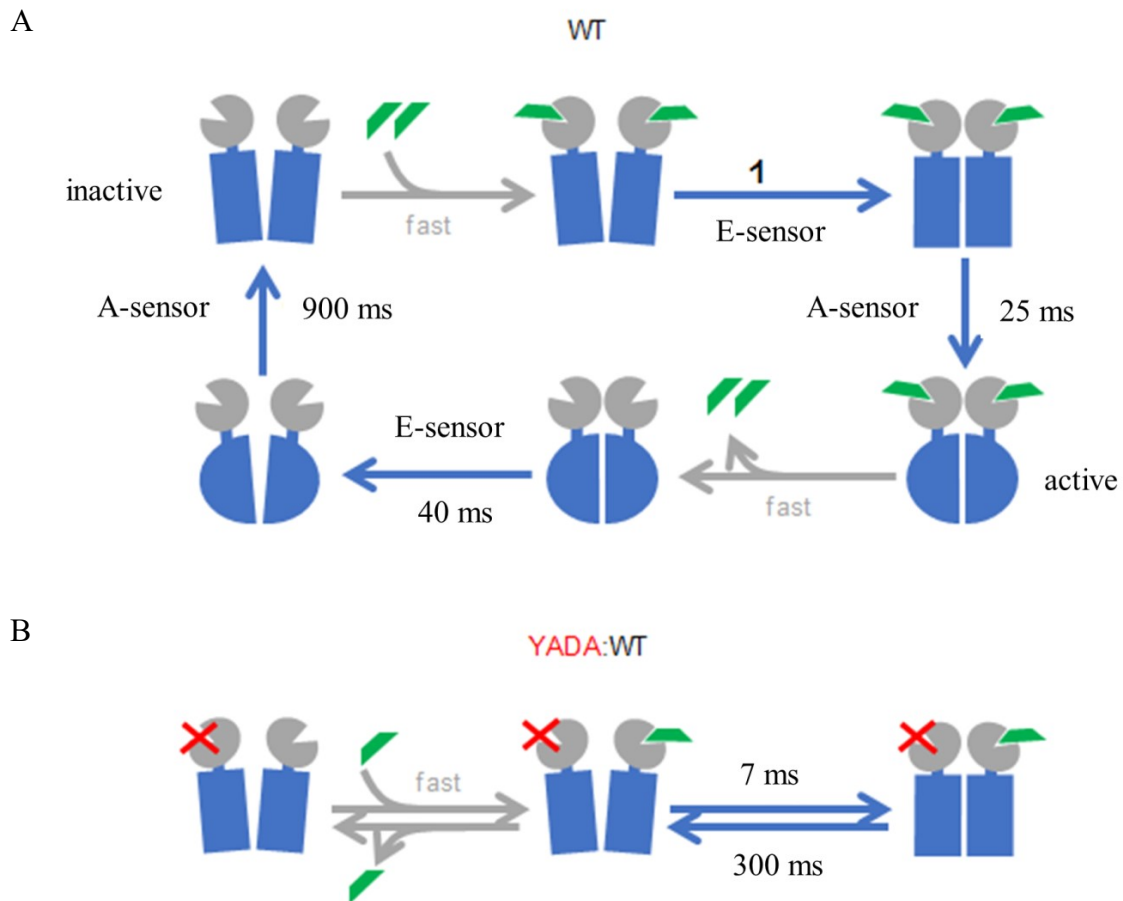 A
WT
inactive
fast
1
E-sensor
A-sensor
900 ms
A-sensor
25 ms
E-sensor
40 ms
fast
active
B
YADA:WT
fast
7 ms
300 ms